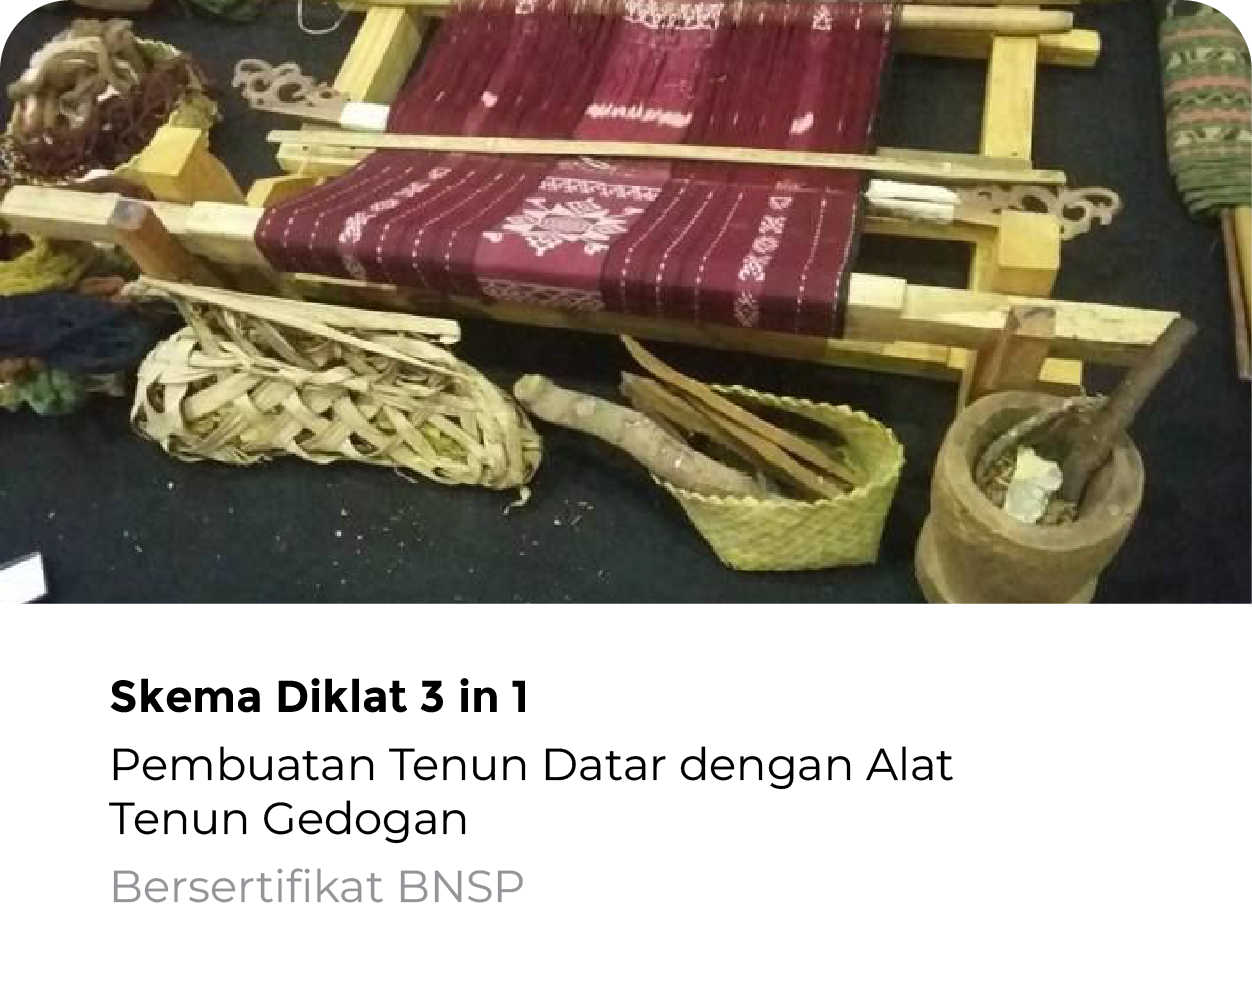 Skema Diklat 3 in 1
Pembuatan Tenun Datar dengan Alat
Tenun Gedogan
Bersertifikat BNSP